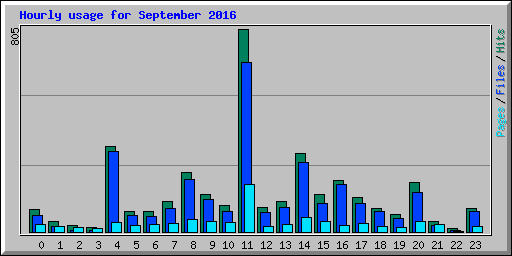 Hourly usage for September 2016
805
Pages/Files/Hits
0 1 2 3 4 5 6 7 8 9 10 11 12 13 14 15 16 17 18 19 20 21 22 23